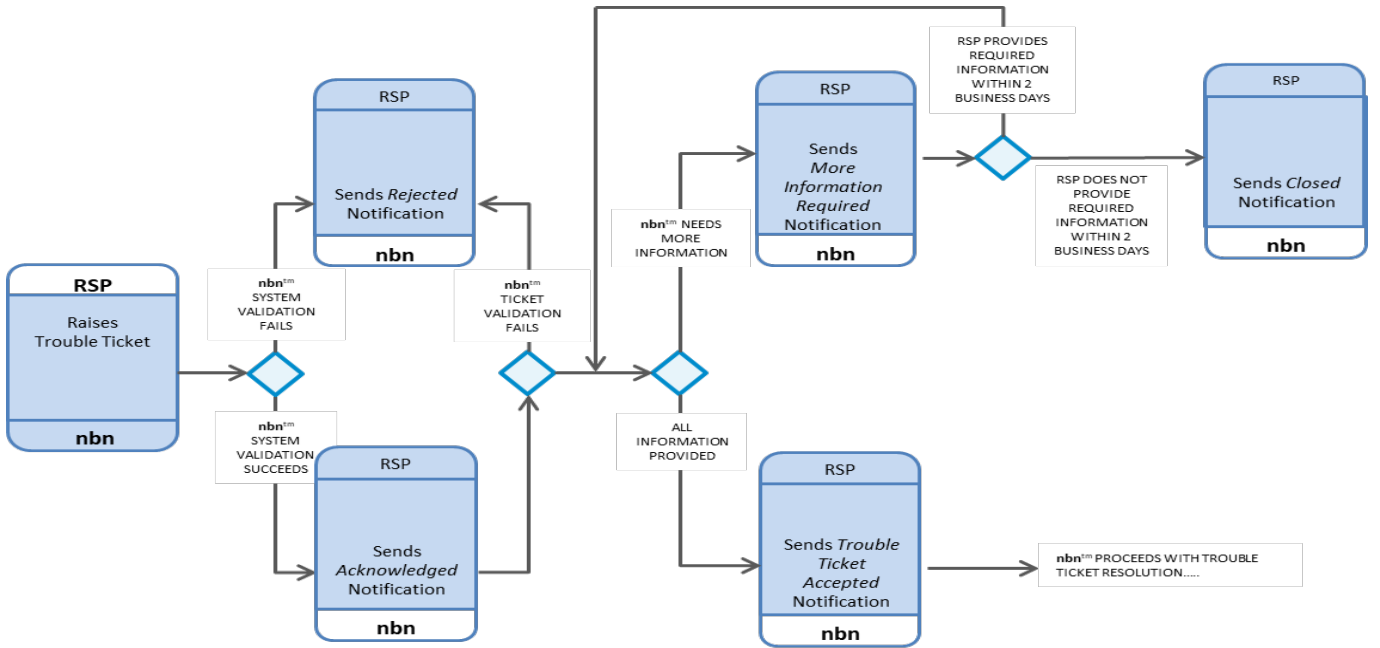 RSP
Raises
Trouble Ticket
nbn
nbn™
SYSTEM
VALIDATION
FAILS
nbn™
SYSTEM
VALIDATION
SUCCEEDS
RSP
Sends Rejected
Notification
nbn
RSP
Sends
Acknowledged
Notification
nbn
nbn™
TICKET
VALIDATION
FAILS
nbn™ NEEDS
MORE
INFORMATION
ALL
INFORMATION
PROVIDED
RSP
Sends
More
Information
Required
Notification
nbn
RSP PROVIDES
REQUIRED
INFORMATION
WITHIN 2
BUSINESS DAYS
RSP DOES NOT
PROVIDE
REQUIRED
INFORMATION
WITHIN 2
BUSINESS DAYS
RSP
Sends Closed
Notification
nbn
RSP
Sends Trouble
Ticket
Accepted
Notification
nbn
nbn™ PROCEEDS WITH TROUBLE
TICKET RESOLUTION.....